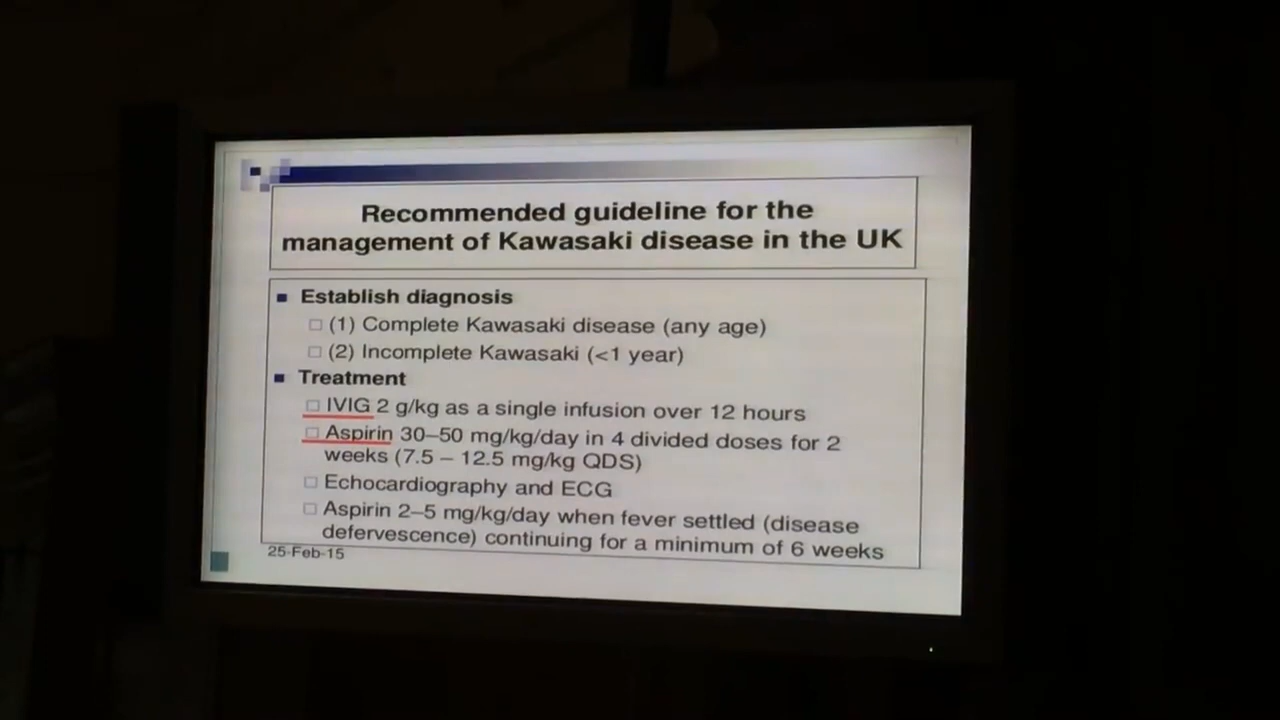 Recommended guideline for the
management of Kawasaki disease in the UK
Establish diagnosis
(1) Complete Kawasaki disease (any age)
(2) Incomplete Kawasaki (<1 year)
Treatment
IVIG 2 g/kg as a single infusion over 12 hours
Aspirin 30–50 mg/kg/day in 4 divided doses for 2
weeks (7.5 – 12.5 mg/kg QDS)
Echocardiography and ECG
Aspirin 2–5 mg/kg/day when fever settled (disease
defervescence) continuing for a minimum of 6 weeks
25-Feb-15